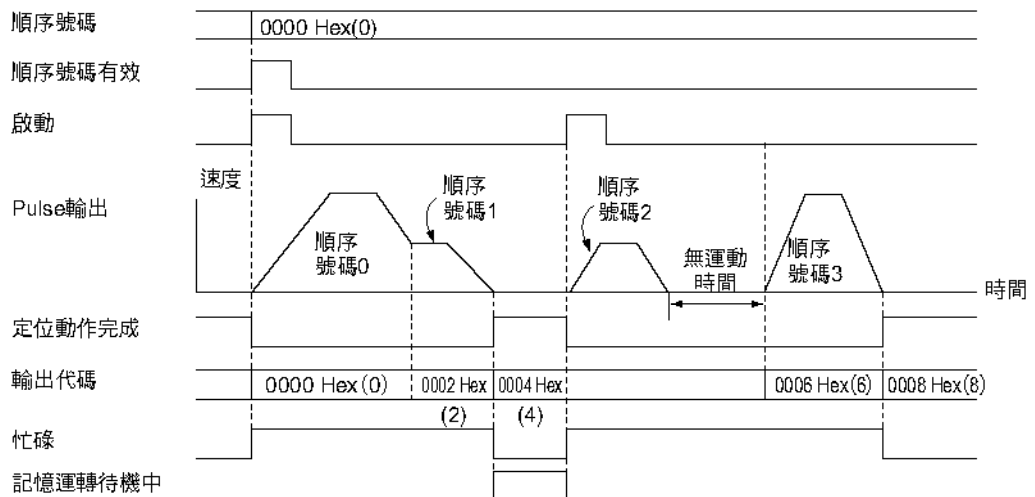 順序號碼
0000 Hex(0)
順序號碼有效
啟動
速度
Pulse輸出
順序
號碼0
順序
號碼1
順序
號碼2
無運動
時間
順序
號碼3
時間
定位動作完成
輸出代碼
0000 Hex(0)
0002 Hex
(2)
0004 Hex
(4)
0006 Hex(6)
0008 Hex(8)
忙碌
記憶運轉待機中